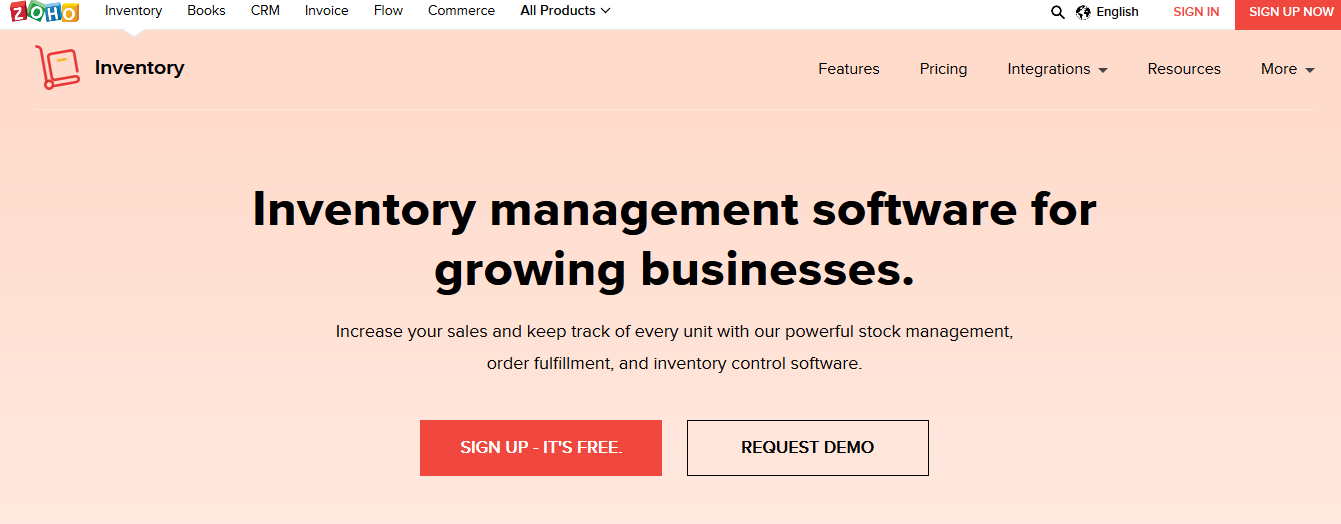 ZOHO Inventory Books CRM Invoice Flow Commerce All Products English SIGN IN SIGN UP NOW
Inventory Features Pricing Integrations Resources More
Inventory management software for
growing businesses.
Increase your sales and keep track of every unit with our powerful stock management,
order fulfillment, and inventory control software.
SIGN UP - IT'S FREE. REQUEST DEMO